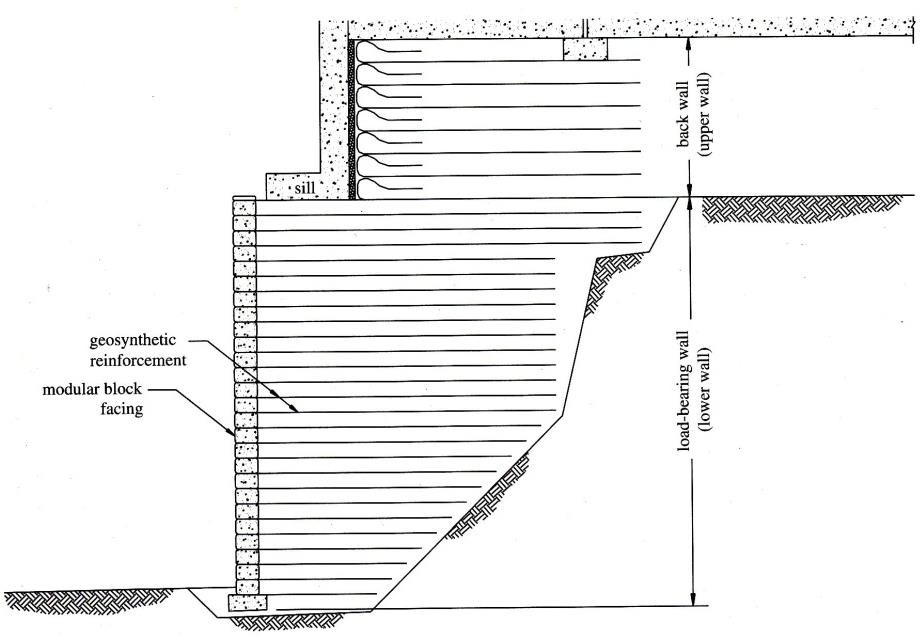 back wall
(upper wall)
sill
geosynthetic
reinforcement
modular block
facing
load-bearing wall
(lower wall)